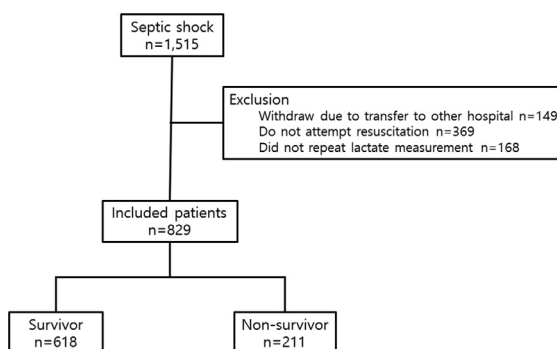 Septic shock
n=1,515
Exclusion
Withdraw due to transfer to other hospital n=149
Do not attempt resuscitation n=369
Did not repeat lactate measurement n=168
Included patients
n=829
Survivor
n=618
Non-survivor
n=211